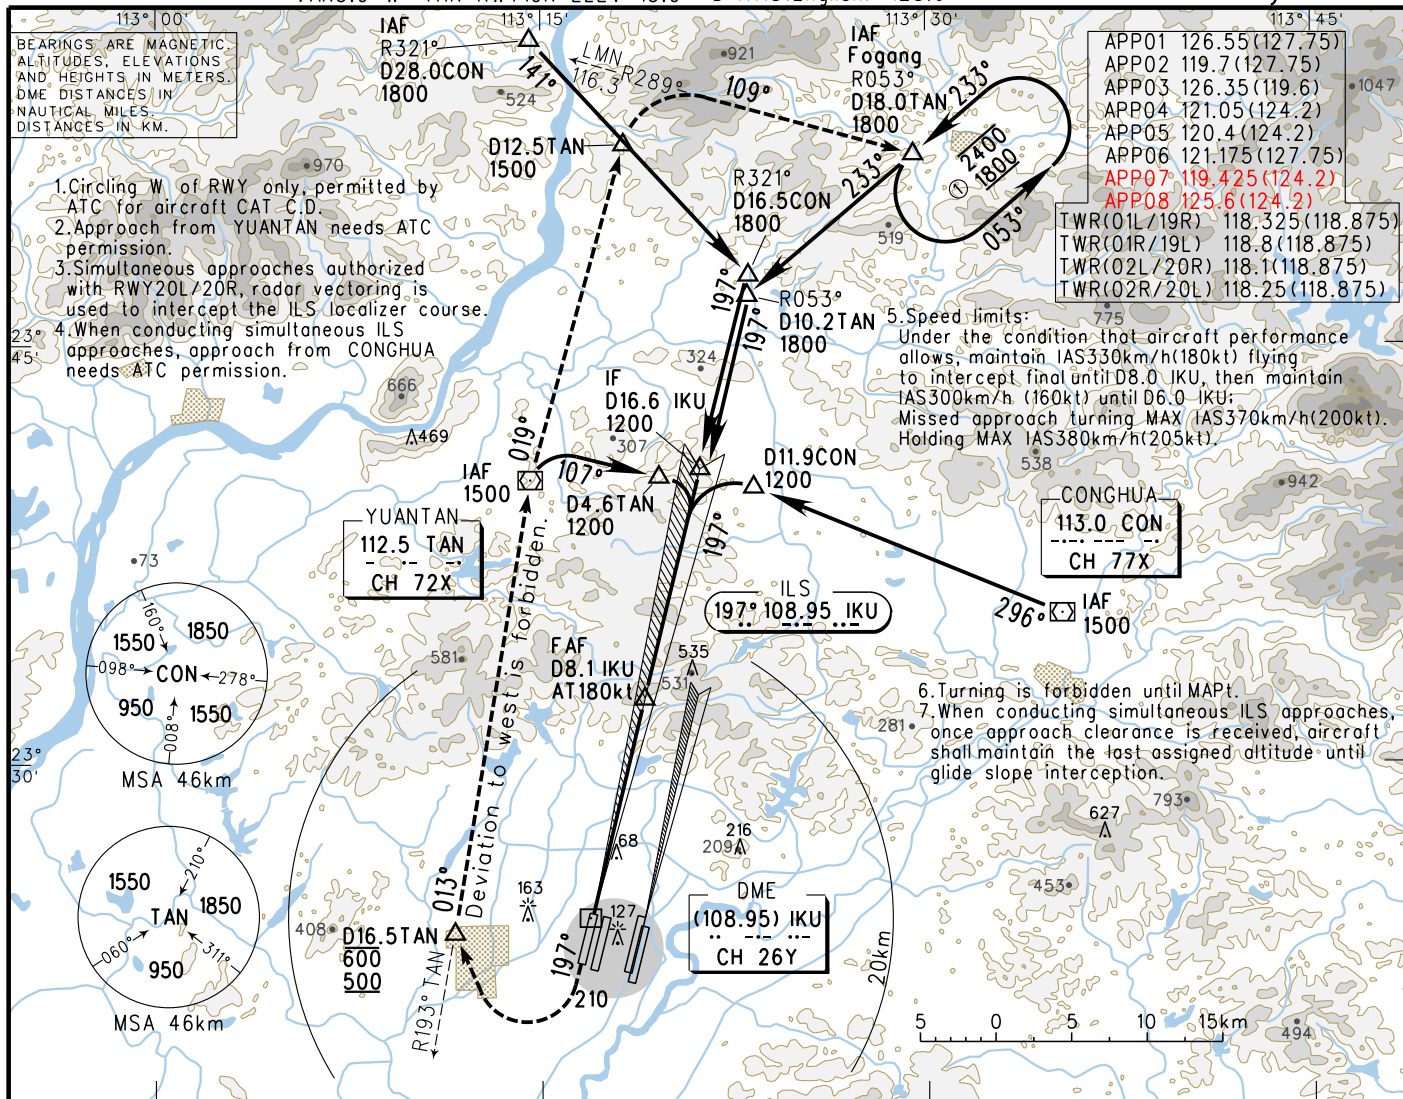 113° 00'
113° 15'
113° 30'
113° 45'
BEARINGS ARE MAGNETIC.
ALTITUDES, ELEVATIONS
AND HEIGHTS IN METERS.
DME DISTANCES IN
NAUTICAL MILES.
DISTANCES IN KM.
IAF
R321°
D28.0CON
1800
141°
LMN
116.3
R289°
921
524
109°
IAF
Fogang
R053°
D18.0TAN
1800
233°
233°
① 2400
1800
053°
519
APP01 126.55(127.75)
APP02 119.7(127.75)
APP03 126.35(119.6)
APP04 121.05(124.2)
APP05 120.4(124.2)
APP06 121.175(127.75)
APP07 119.425(124.2)
APP08 125.6(124.2)
TWR(01L/19R) 118.325(118.875)
TWR(01R/19L) 118.8(118.875)
TWR(02L/20R) 118.1(118.875)
TWR(02R/20L) 118.25(118.875)
1047
775
970
D12.5TAN
1500
R321°
D16.5CON
1800
1.Circling W of RWY only, permitted by
ATC for aircraft CAT C.D.
2.Approach from YUANTAN needs ATC
permission.
3.Simultaneous approaches authorized
with RWY20L/20R, radar vectoring is
used to intercept the ILS localizer course.
4.When conducting simultaneous ILS
approaches, approach from CONGHUA
needs ATC permission.
23°
45'
197°
197°
R053°
D10.2TAN
1800
5.Speed limits:
Under the condition that aircraft performance
allows, maintain IAS330km/h(180kt) flying
to intercept final until D8.0 IKU, then maintain
IAS300km/h (160kt) until D6.0 IKU;
Missed approach turning MAX IAS370km/h(200kt).
Holding MAX IAS380km/h(205kt).
324
666
469
IF
D16.6 IKU
1200
307
019°
IAF
1500
107°
D4.6TAN
1200
D11.9CON
1200
197°
538
942
YUANTAN
112.5 TAN
CH 72X
CONGHUA
113.0 CON
CH 77X
296°
IAF
1500
73
160°
1550
1850
098°
CON
278°
950
1550
008°
MSA 46km
ILS
197° 108.95 IKU
535
531
581
FAF
D8.1 IKU
AT180kt
Deviation to west is forbidden.
6.Turning is forbidden until MAPt.
7.When conducting simultaneous ILS approaches,
once approach clearance is received, aircraft
shall maintain the last assigned altitude until
glide slope interception.
281
23°
30'
793
627
453
494
210°
1550
1850
TAN
060°
311°
950
MSA 46km
68
216
209
163
127
408
013°
D16.5TAN
600
500
R193° TAN
197°
210
DME
(108.95) IKU
CH 26Y
20km
5 0 5 10 15km